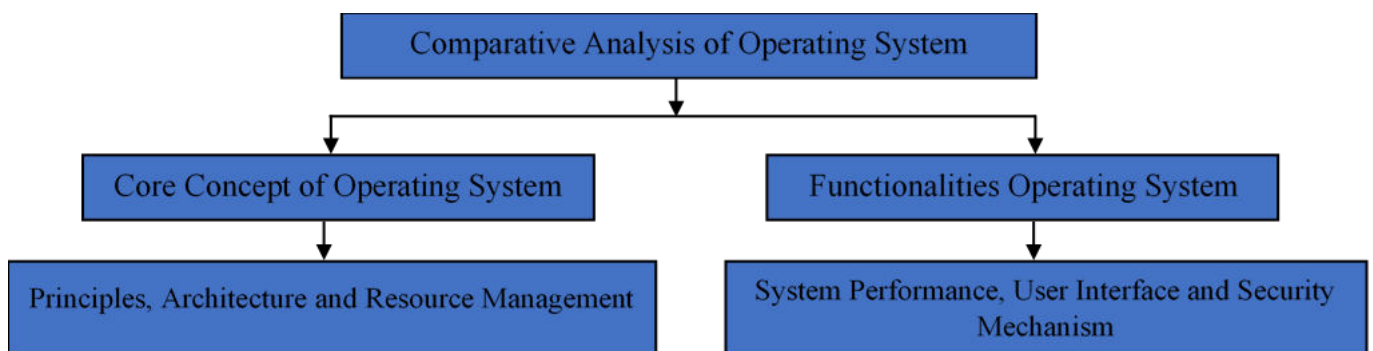 Comparative Analysis of Operating System
Core Concept of Operating System
Functionalities Operating System
Principles, Architecture and Resource Management
System Performance, User Interface and Security
Mechanism